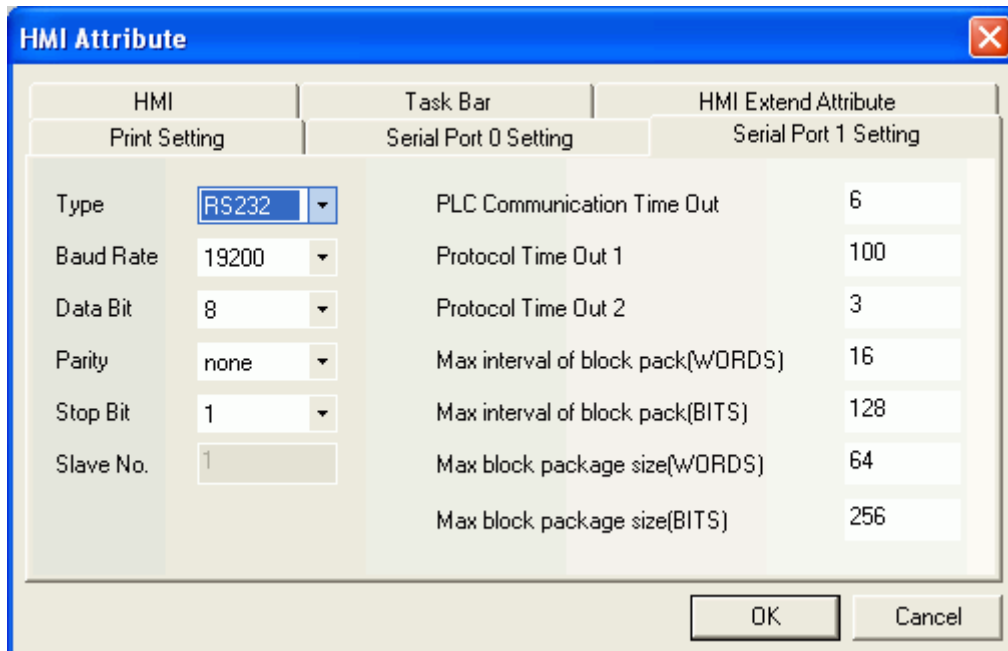 HMI Attribute
HMI Task Bar HMI Extend Attribute
Print Setting Serial Port 0 Setting Serial Port 1 Setting
Type RS232 PLC Communication Time Out 6
Baud Rate 19200 Protocol Time Out 1 100
Data Bit 8 Protocol Time Out 2 3
Parity none Max interval of block pack(WORDS) 16
Stop Bit 1 Max interval of block pack(BITS) 128
Slave No. 1 Max block package size(WORDS) 64
Max block package size(BITS) 256
OK Cancel